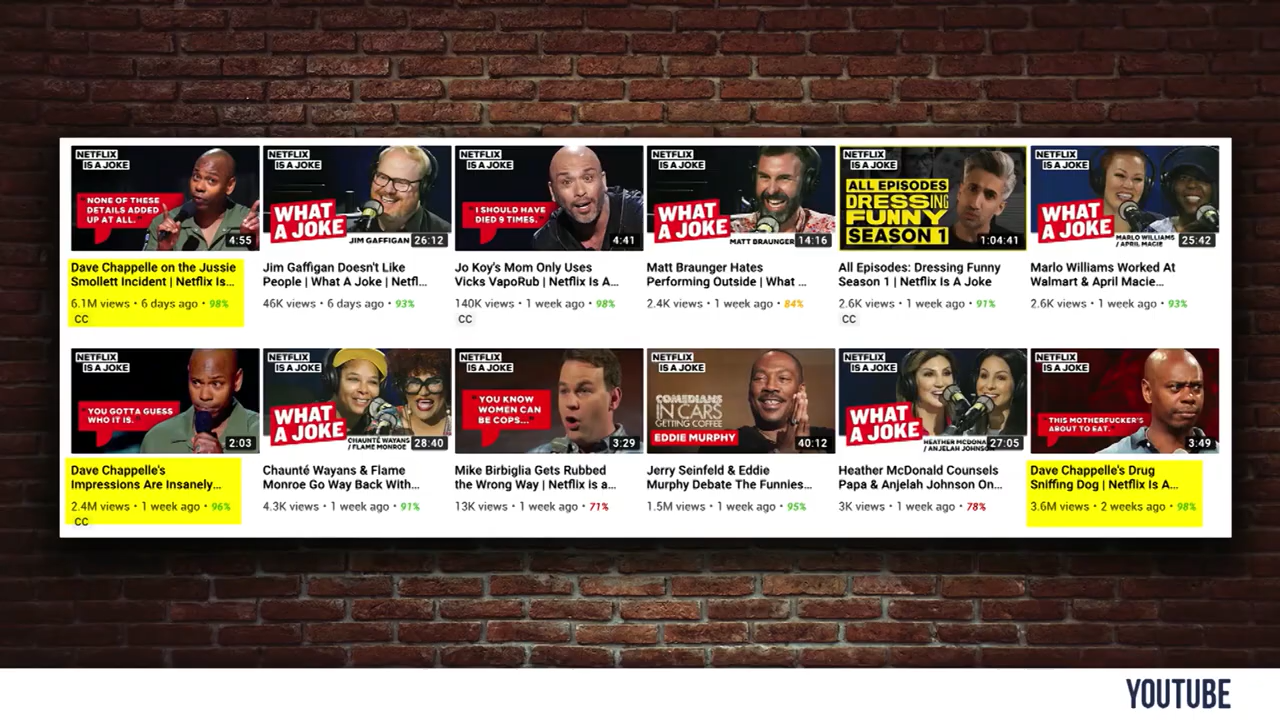 NETFLIX
IS A JOKE
"NONE OF THESE
DETAILS ADDED
UP AT ALL."
4:55
Dave Chappelle on the Jussie
Smollett Incident | Netflix Is...
6.1M views • 6 days ago • 98%
CC
NETFLIX
IS A JOKE
WHAT
A JOKE
JIM GAFFIGAN
26:12
Jim Gaffigan Doesn't Like
People | What A Joke | Netfl...
46K views • 6 days ago • 93%
NETFLIX
IS A JOKE
"I SHOULD HAVE
DIED 9 TIMES.
4:41
Jo Koy's Mom Only Uses
Vicks VapoRub | Netflix Is A...
140K views • 1 week ago • 98%
CC
NETFLIX
IS A JOKE
WHAT
A JOKE
MATT BRAUNGER
14:16
Matt Braunger Hates
Performing Outside | What ...
2.4K views • 1 week ago • 84%
NETFLIX
IS A JOKE
ALL EPISODES
DRESSING
FUNNY
SEASON 1
1:04:41
All Episodes: Dressing Funny
Season 1 | Netflix Is A Joke
2.6K views • 1 week ago • 91%
CC
NETFLIX
IS A JOKE
WHAT
A JOKE
MARLO WILLIAMS
/ APRIL MACIE
25:42
Marlo Williams Worked At
Walmart & April Macie...
2.6K views • 1 week ago • 93%
NETFLIX
IS A JOKE
"YOU GOTTA GUESS
WHO IT IS.
2:03
Dave Chappelle's
Impressions Are Insanely...
2.4M views • 1 week ago • 96%
CC
NETFLIX
IS A JOKE
WHAT
A JOKE
CHAUNTÉ WAYANS
/ FLAME MONROE
28:40
Chaunté Wayans & Flame
Monroe Go Way Back With...
4.3K views • 1 week ago • 91%
NETFLIX
IS A JOKE
"YOU KNOW
WOMEN CAN
BE COPS..."
3:29
Mike Birbiglia Gets Rubbed
the Wrong Way | Netflix is a...
13K views • 1 week ago • 71%
NETFLIX
IS A JOKE
COMEDIANS
IN CARS
GETTING COFFEE
EDDIE MURPHY
40:12
Jerry Seinfeld & Eddie
Murphy Debate The Funnies...
1.5M views • 1 week ago • 95%
NETFLIX
IS A JOKE
WHAT
A JOKE
HEATHER MCDONA
/ ANJELAH JOHNSON
27:05
Heather McDonald Counsels
Papa & Anjelah Johnson On...
3K views • 1 week ago • 78%
NETFLIX
IS A JOKE
"THIS MOTHERFUCKER'S
ABOUT TO EAT.
3:49
Dave Chappelle's Drug
Sniffing Dog | Netflix Is A...
3.6M views • 2 weeks ago • 98%
YOUTUBE